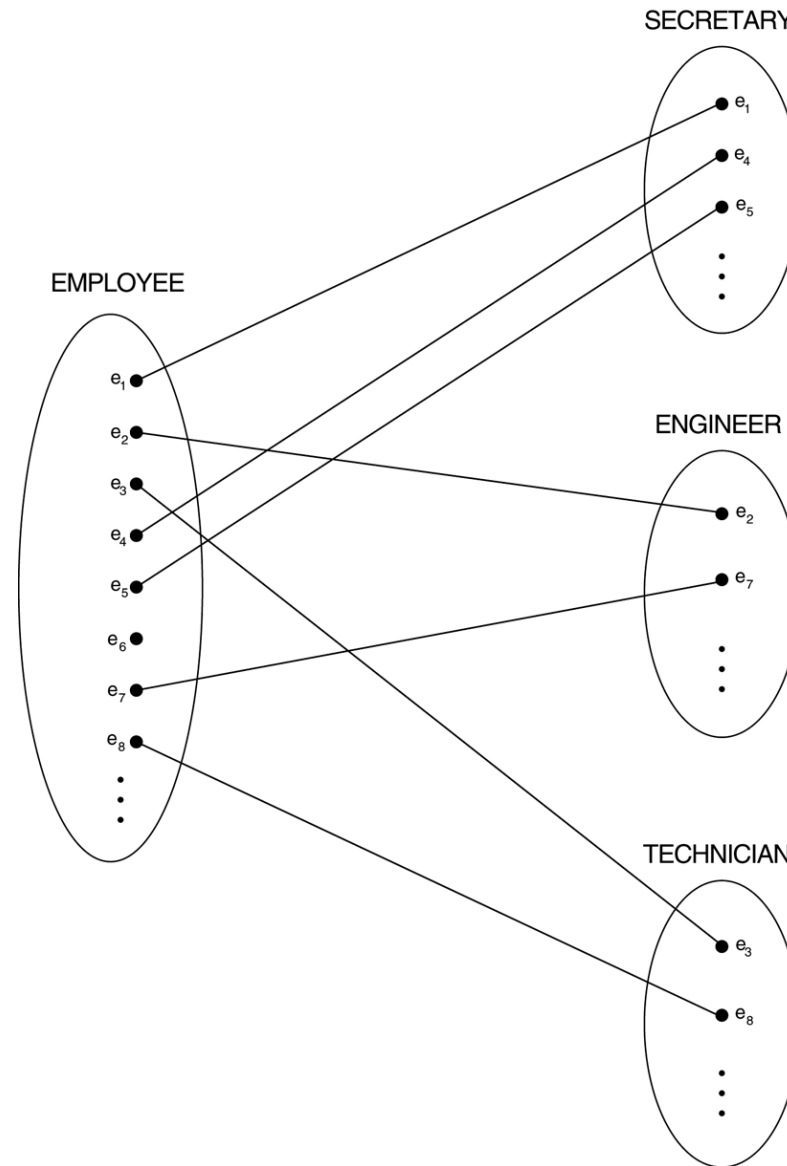 SECRETARY
e₁
e₄
e₅
EMPLOYEE
e₁
e₂
e₃
e₄
e₅
e₆
e₇
e₈
ENGINEER
e₂
e₇
TECHNICIAN
e₃
e₈